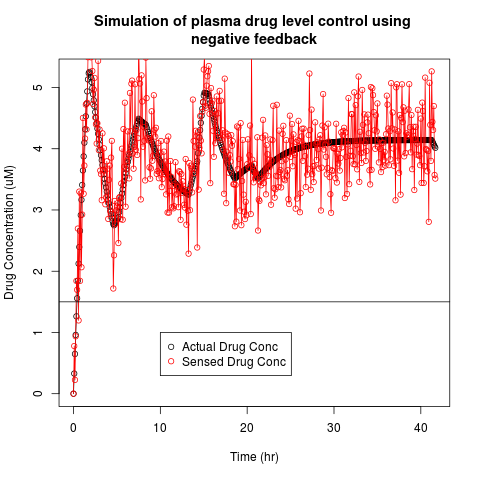 Simulation of plasma drug level control using
negative feedback
Drug Concentration (uM)
5
4
3
2
1
0
Actual Drug Conc
Sensed Drug Conc
0 10 20 30 40
Time (hr)